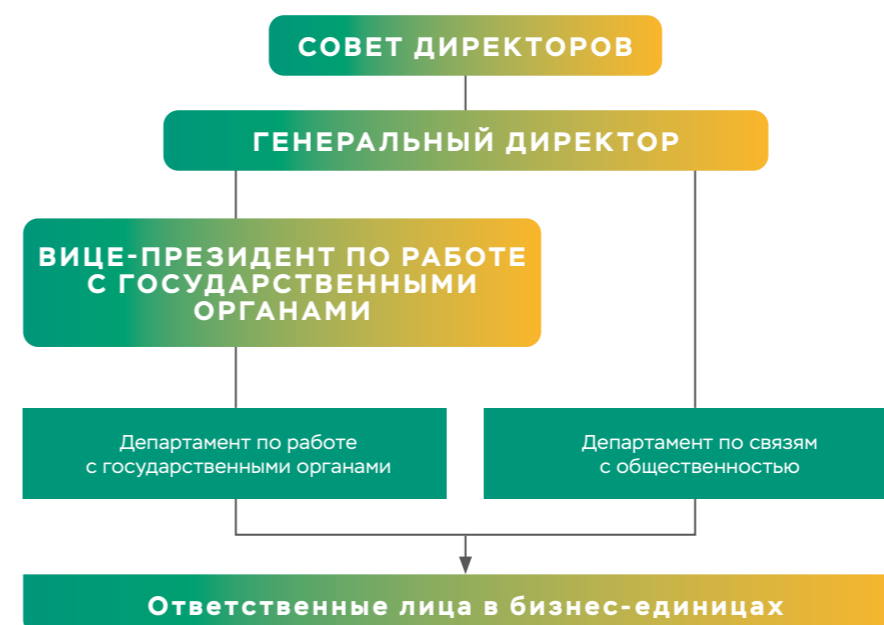 СОВЕТ ДИРЕКТОРОВ
ГЕНЕРАЛЬНЫЙ ДИРЕКТОР
ВИЦЕ-ПРЕЗИДЕНТ ПО РАБОТЕ
С ГОСУДАРСТВЕННЫМИ
ОРГАНАМИ
Департамент по работе
с государственными органами
Департамент по связям
с общественностью
Ответственные лица в бизнес-единицах